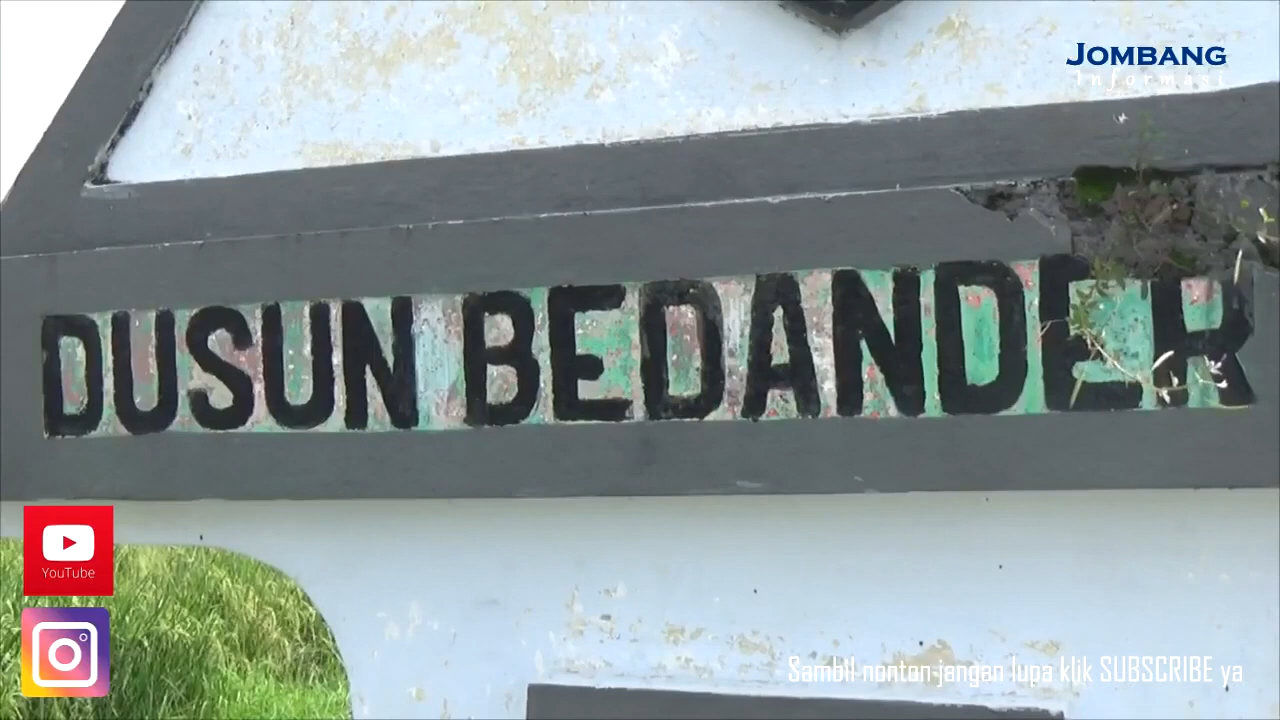 JOMBANG
Informasi
DUSUN BEDANDER
YouTube
Sambil nonton jangan lupa klik SUBSCRIBE ya